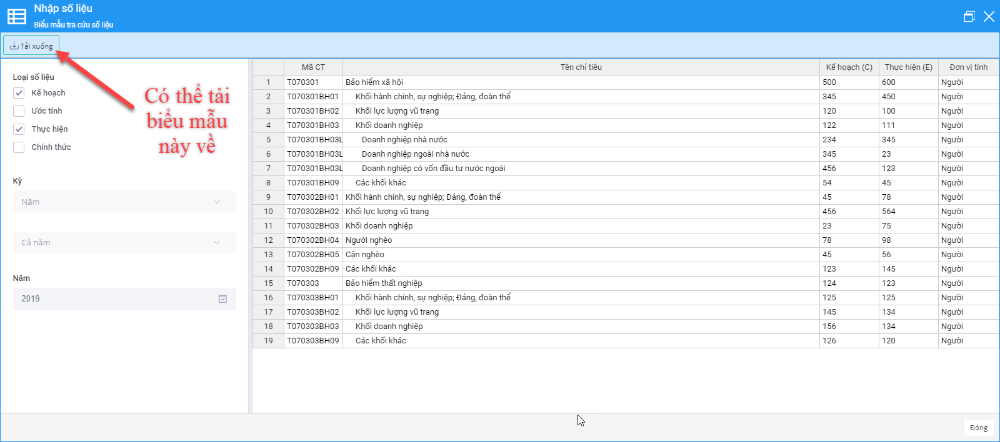 Nhập số liệu
Biểu mẫu tra cứu số liệu
Tải xuống
Loại số liệu
Kế hoạch
Ước tính
Thực hiện
Chính thức
Có thể tải
biểu mẫu
này về
Kỳ
Năm
Cả năm
Năm
2019
Mã CT Tên chỉ tiêu Kế hoạch (C) Thực hiện (E) Đơn vị tính
1 T070301 Bảo hiểm xã hội 500 600 Người
2 T070301BH01 Khối hành chính, sự nghiệp; Đảng, đoàn thể 345 450 Người
3 T070301BH02 Khối lực lượng vũ trang 120 100 Người
4 T070301BH03 Khối doanh nghiệp 122 111 Người
5 T070301BH03L Doanh nghiệp nhà nước 234 345 Người
6 T070301BH03L Doanh nghiệp ngoài nhà nước 345 23 Người
7 T070301BH03L Doanh nghiệp có vốn đầu tư nước ngoài 456 123 Người
8 T070301BH09 Các khối khác 54 45 Người
9 T070302BH01 Khối hành chính, sự nghiệp; Đảng, đoàn thể 45 78 Người
10 T070302BH02 Khối lực lượng vũ trang 456 564 Người
11 T070302BH03 Khối doanh nghiệp 23 75 Người
12 T070302BH04 Người nghèo 78 98 Người
13 T070302BH05 Cận nghèo 45 56 Người
14 T070302BH09 Các khối khác 123 145 Người
15 T070303 Bảo hiểm thất nghiệp 124 123 Người
16 T070303BH01 Khối hành chính, sự nghiệp; Đảng, đoàn thể 125 125 Người
17 T070303BH02 Khối lực lượng vũ trang 145 134 Người
18 T070303BH03 Khối doanh nghiệp 156 134 Người
19 T070303BH09 Các khối khác 126 120 Người
Đóng